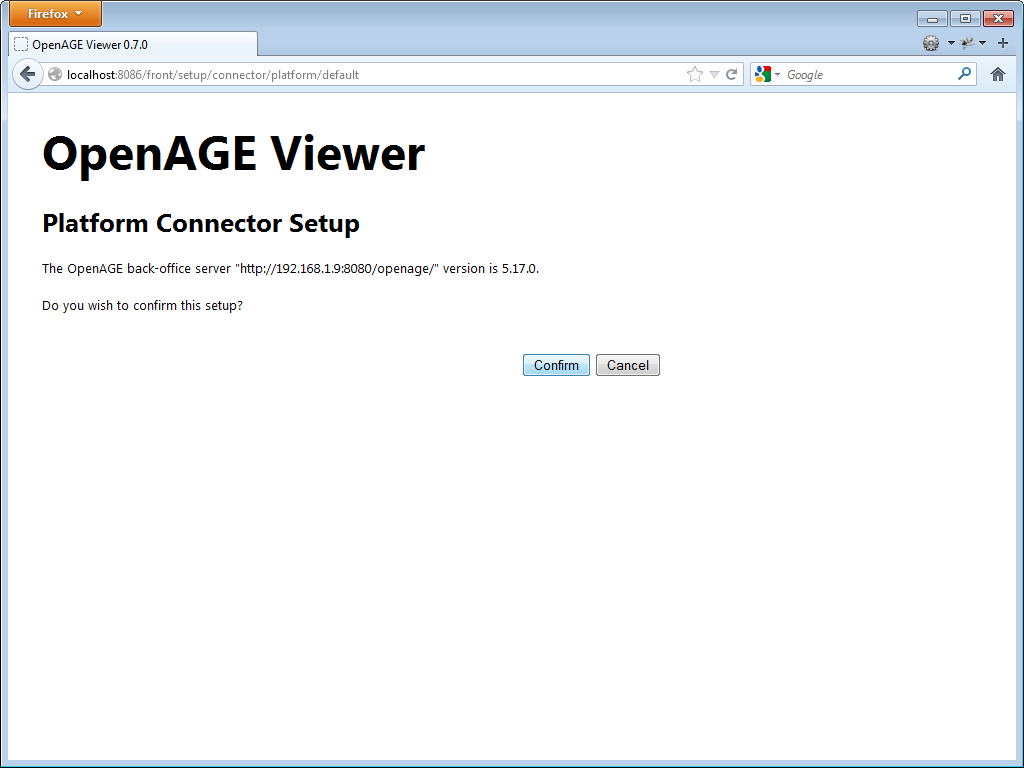 Firefox
OpenAGE Viewer 0.7.0
localhost:8086/front/setup/connector/platform/default
Google
OpenAGE Viewer
Platform Connector Setup
The OpenAGE back-office server "http://192.168.1.9:8080/openage/" version is 5.17.0.
Do you wish to confirm this setup?
Confirm Cancel